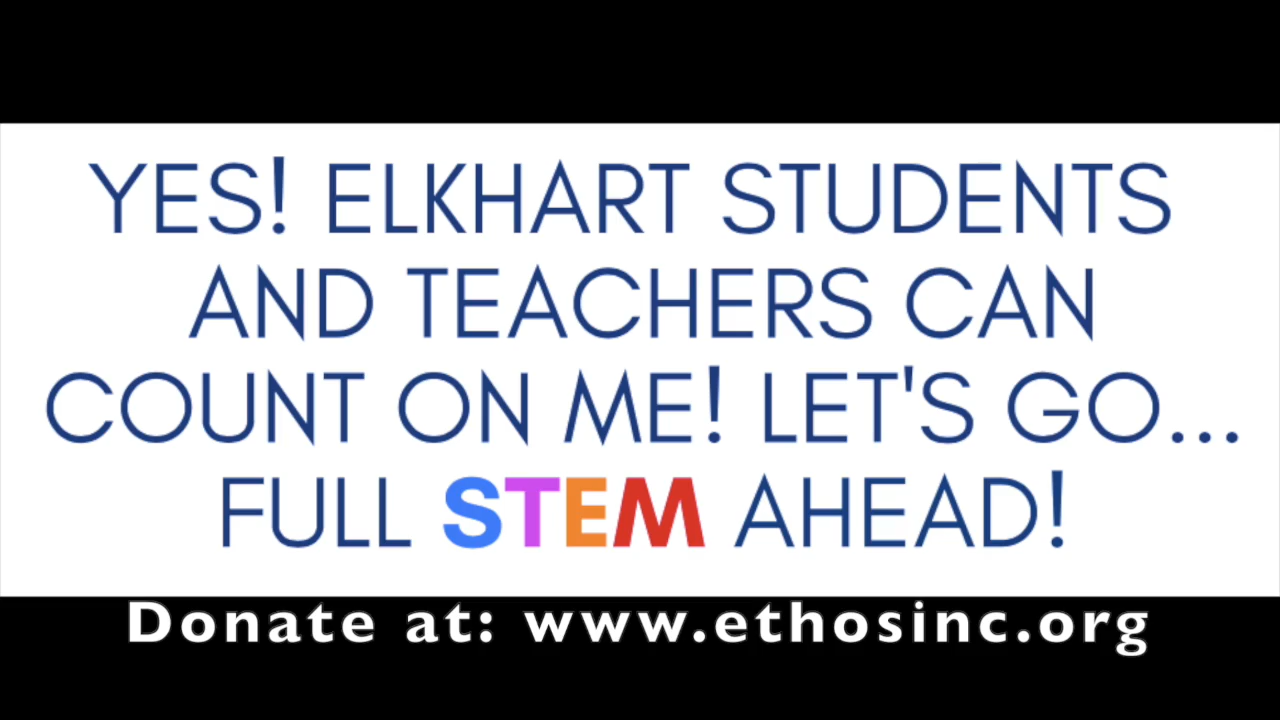 YES! ELKHART STUDENTS
AND TEACHERS CAN
COUNT ON ME! LET'S GO...
FULL STEM AHEAD!
Donate at: www.ethosinc.org